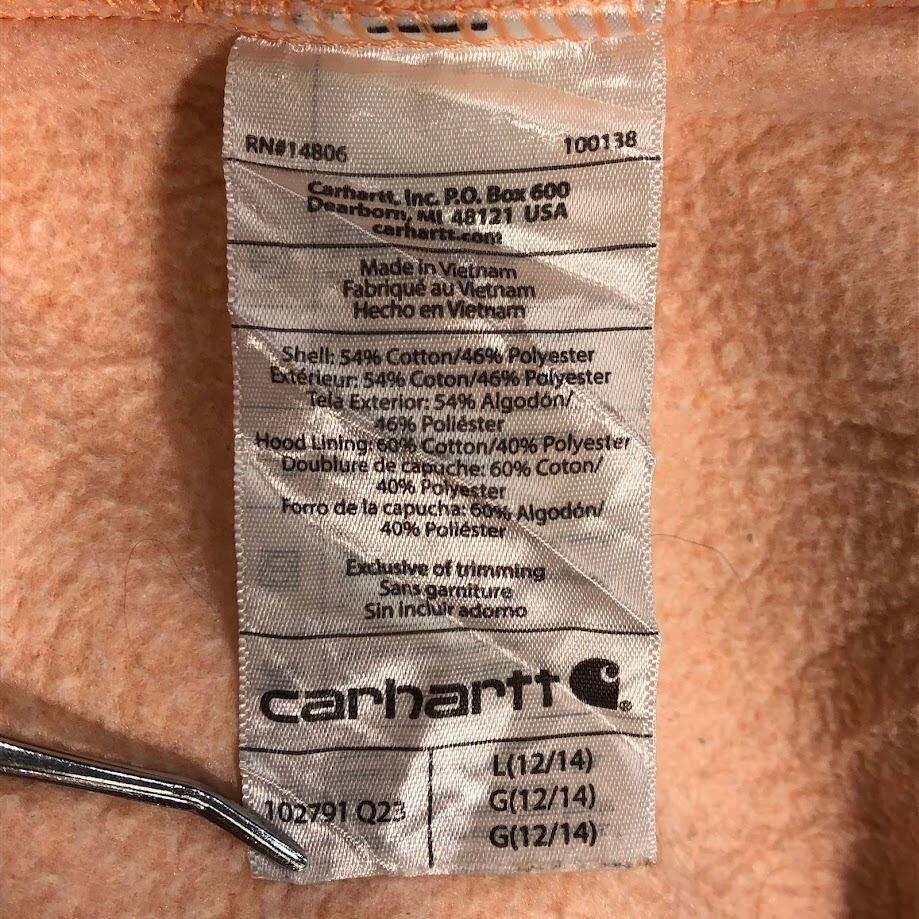 RN#14806 100138
Carhartt, Inc. P.O. Box 600
Dearborn, MI 48121 USA
carhartt.com
Made in Vietnam
Fabriqué au Vietnam
Hecho en Vietnam
Shell: 54% Cotton/46% Polyester
Extérieur: 54% Coton/46% Polyester
Tela Exterior: 54% Algodón/
46% Poliéster
Hood Lining: 60% Cotton/40% Polyester
Doublure de capuche: 60% Coton/
40% Polyester
Forro de la capucha: 60% Algodón/
40% Poliéster
Exclusive of trimming
Sans garniture
Sin incluir adorno
carhartt
102791 Q23
L(12/14)
G(12/14)
G(12/14)